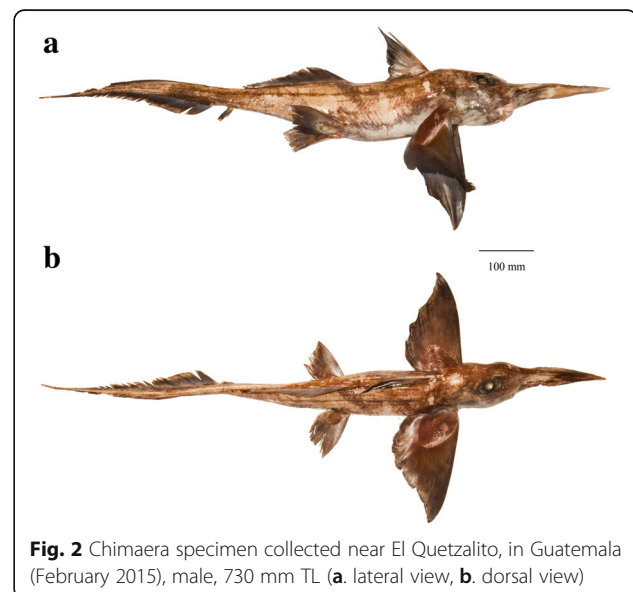 a
b
100 mm
Fig. 2 Chimaera specimen collected near El Quetzalito, in Guatemala
(February 2015), male, 730 mm TL (a. lateral view, b. dorsal view)